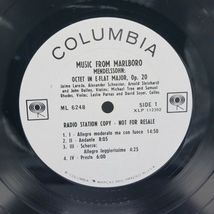 COLUMBIA
MUSIC FROM MARLBORO
MENDELSSOHN:
OCTET IN E-FLAT MAJOR, Op. 20
Jaime Laredo, Alexander Schneider, Arnold Steinhardt and
John Dalley, Violins; Michael Tree and Samuel
Rhodes, Violas; Leslie Parnas and David Soyer, Cellos
ML 6248
SIDE 1
XLP 112392
RADIO STATION COPY - NOT FOR RESALE
1. I - Allegro moderato ma con fuoco 14:50
2. II - Andante 8:05
3. III - Scherzo:
Allegro leggierissimo 4:25
4. IV - Presto 6:00